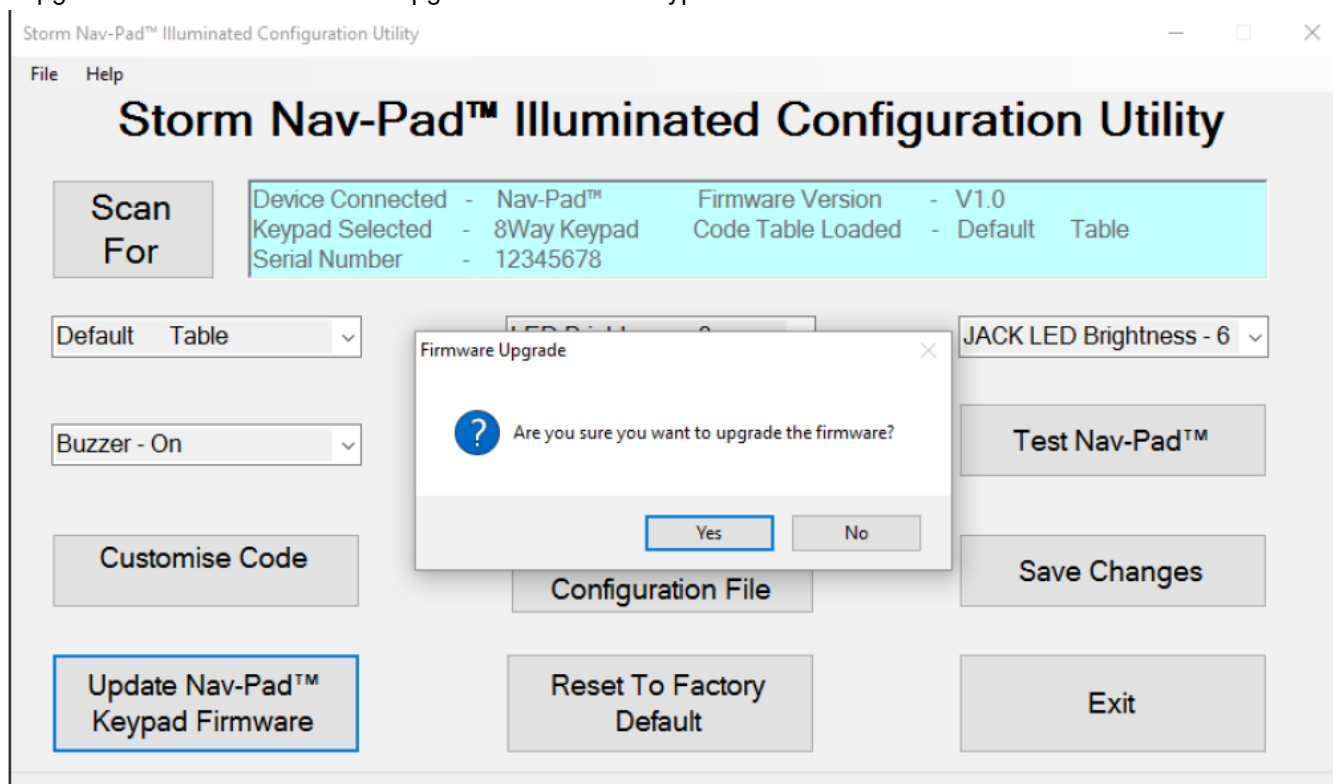 Storm Nav-Pad™ Illuminated Configuration Utility
File Help
Storm Nav-Pad™ Illuminated Configuration Utility
Scan
For
Device Connected - Nav-Pad™ Firmware Version - V1.0
Keypad Selected - 8Way Keypad Code Table Loaded - Default Table
Serial Number - 12345678
Default Table
JACK LED Brightness - 6
Firmware Upgrade
Are you sure you want to upgrade the firmware?
Yes No
Buzzer - On
Test Nav-Pad™
Customise Code
Configuration File
Save Changes
Update Nav-Pad™
Keypad Firmware
Reset To Factory
Default
Exit